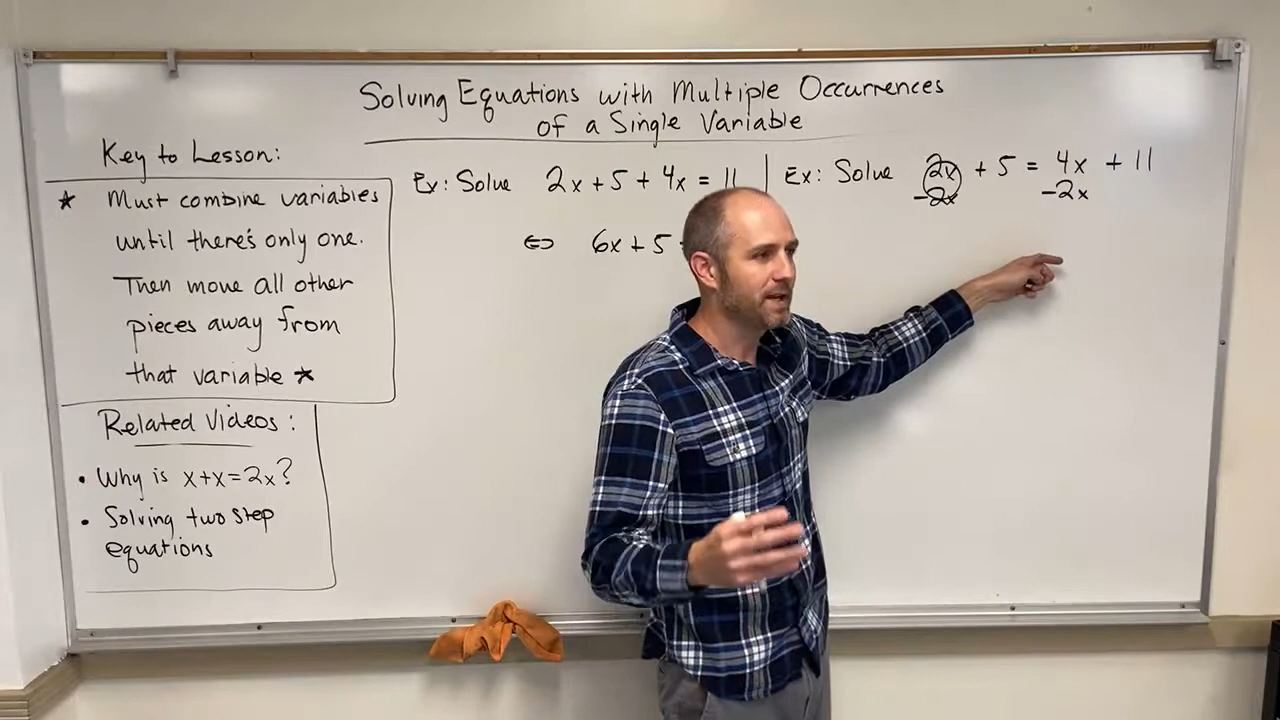 Solving Equations with Multiple Occurrences
of a Single Variable
Key to Lesson:
* Must combine variables
until there's only one.
Then move all other
pieces away from
that variable *
Related Videos:
• Why is x+x=2x?
• Solving two step
equations
Ex: Solve 2x+5+4x=11
⇔ 6x+5
Ex: Solve 2x+5=4x+11
-2x -2x